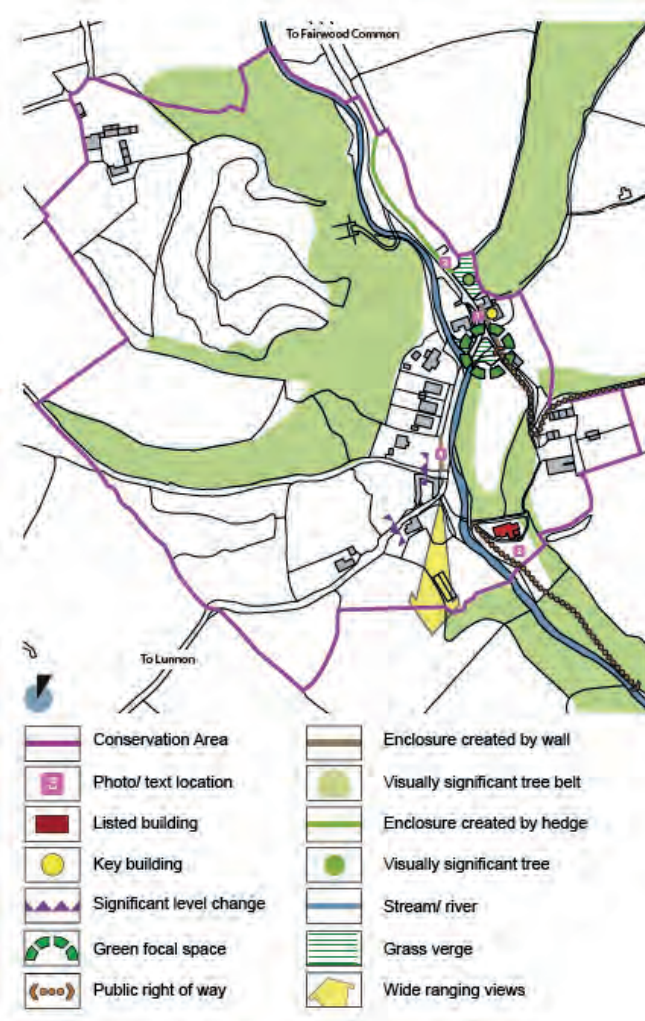 To Fairwood Common
To Lunnon
Conservation Area
Photo/ text location
Listed building
Key building
Significant level change
Green focal space
Public right of way
Enclosure created by wall
Visually significant tree belt
Enclosure created by hedge
Visually significant tree
Stream/ river
Grass verge
Wide ranging views